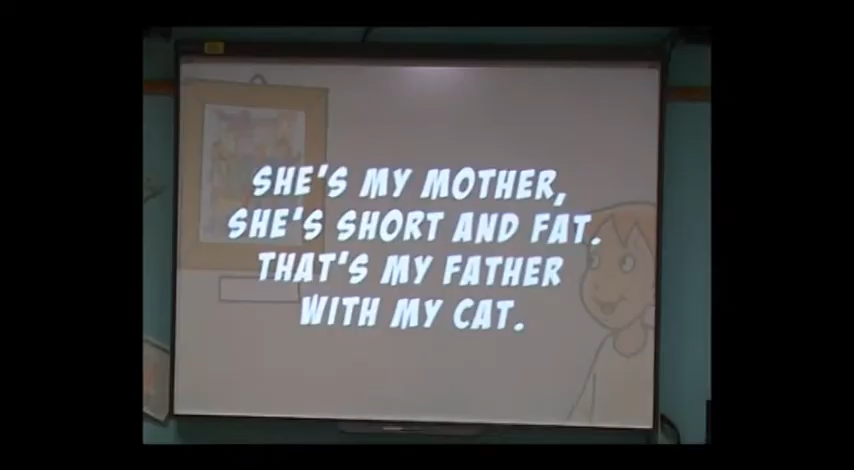 SHE'S MY MOTHER,
SHE'S SHORT AND FAT.
THAT'S MY FATHER
WITH MY CAT.